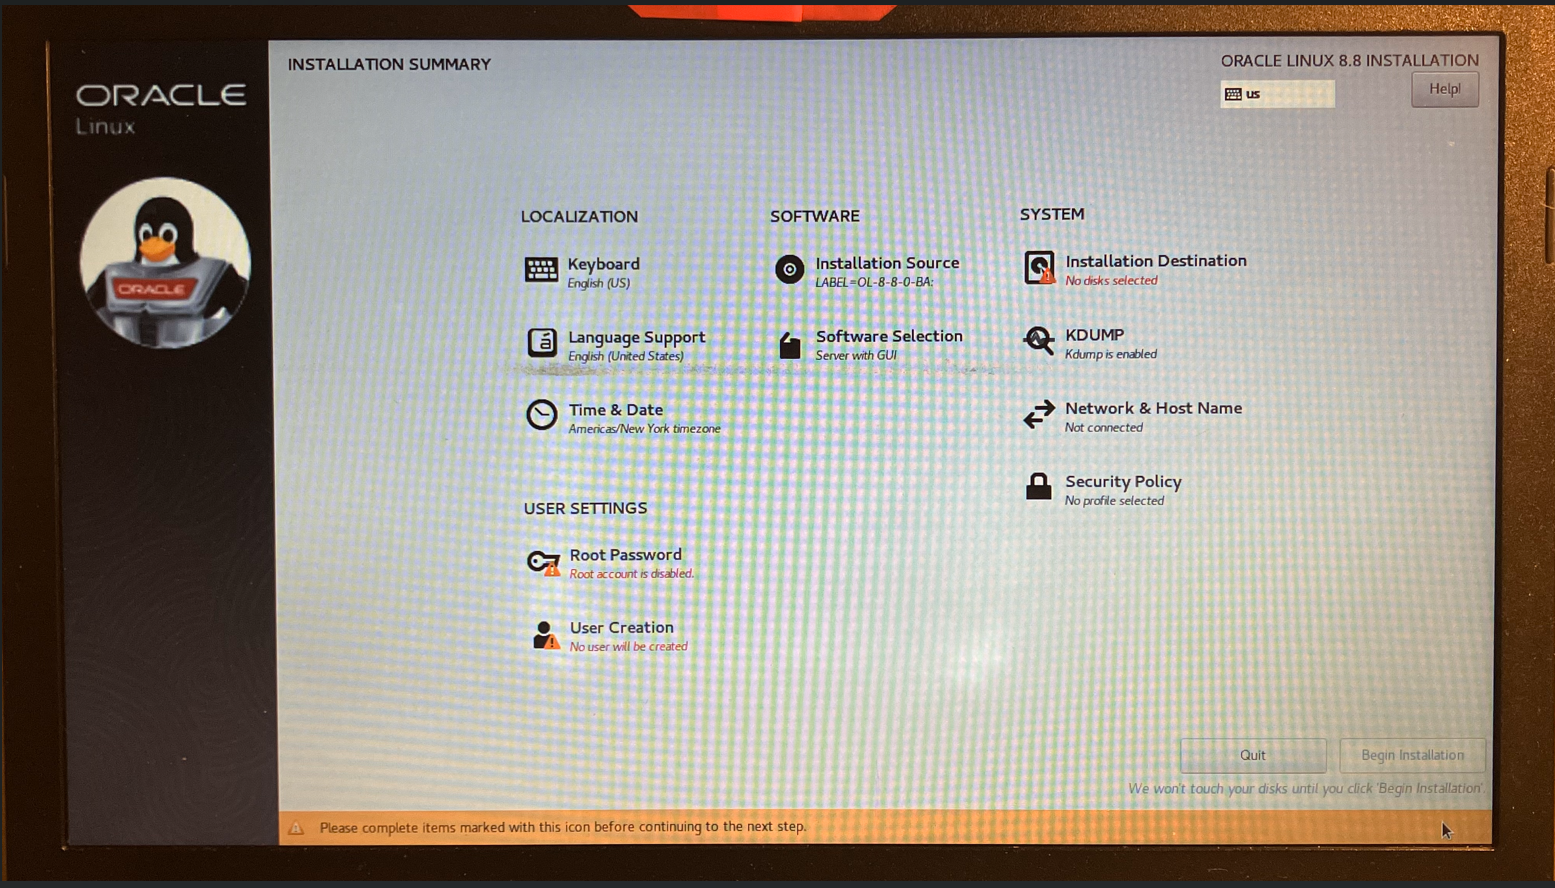 ORACLE
Linux
ORACLE
INSTALLATION SUMMARY
ORACLE LINUX 8.8 INSTALLATION
us
Help!
LOCALIZATION
Keyboard
English (US)
Language Support
English (United States)
Time & Date
Americas/New York timezone
SOFTWARE
Installation Source
LABEL=OL-8-8-0-BA:
Software Selection
Server with GUI
SYSTEM
Installation Destination
No disks selected
KDUMP
Kdump is enabled
Network & Host Name
Not connected
Security Policy
No profile selected
USER SETTINGS
Root Password
Root account is disabled.
User Creation
No user will be created
Quit
Begin Installation
We won't touch your disks until you click 'Begin Installation'.
Please complete items marked with this icon before continuing to the next step.